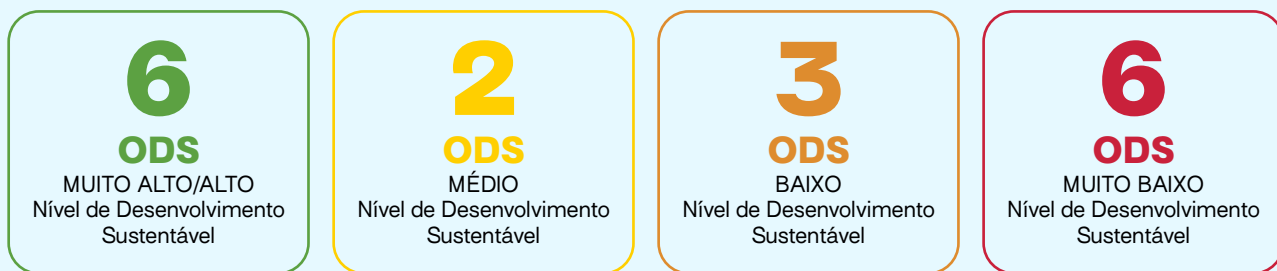 6
ODS
MUITO ALTO/ALTO
Nível de Desenvolvimento
Sustentável
2
ODS
MÉDIO
Nível de Desenvolvimento
Sustentável
3
ODS
BAIXO
Nível de Desenvolvimento
Sustentável
6
ODS
MUITO BAIXO
Nível de Desenvolvimento
Sustentável